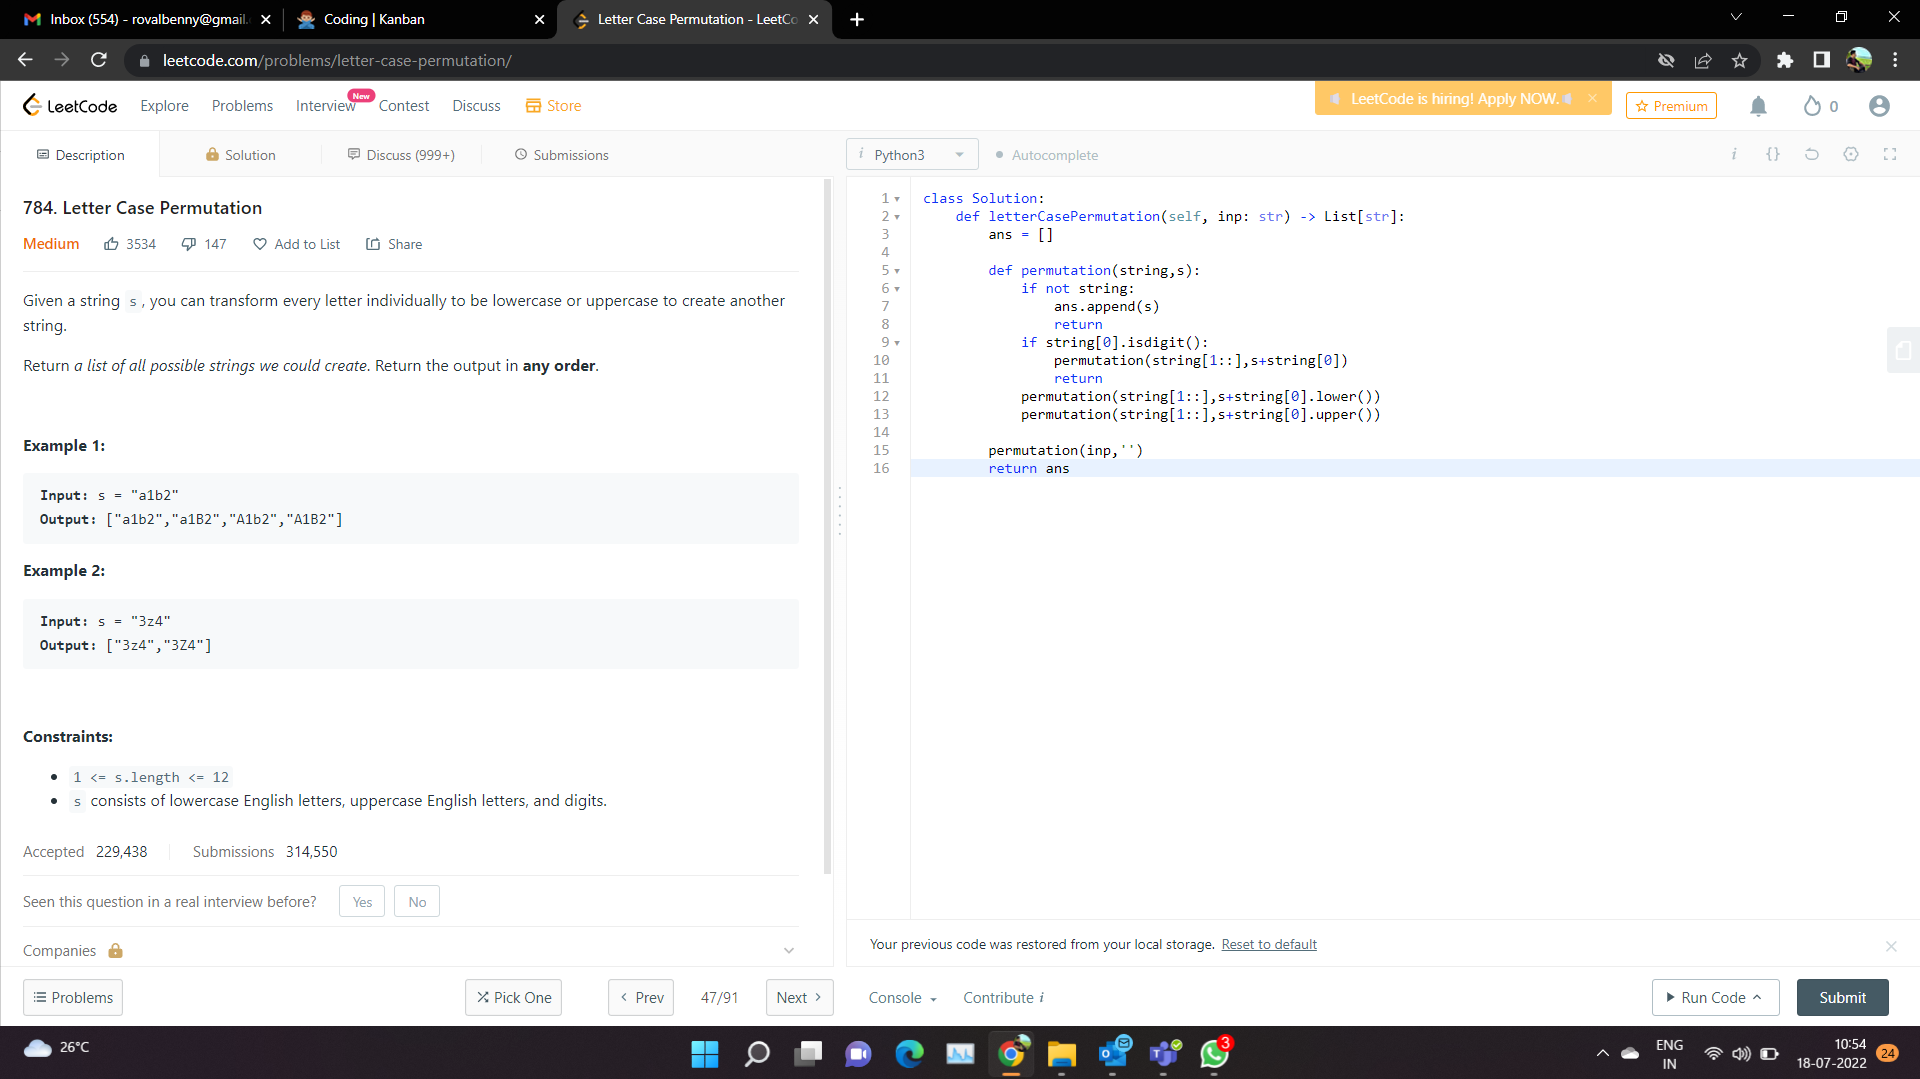 Inbox (554) - rovalbenny@gmail.
Coding | Kanban
Letter Case Permutation - LeetCo
leetcode.com/problems/letter-case-permutation/
LeetCode
Explore
Problems
Interview
New
Contest
Discuss
Store
LeetCode is hiring! Apply NOW.
Premium
0
Description
Solution
Discuss (999+)
Submissions
i Python3
Autocomplete
i {}
784. Letter Case Permutation
Medium
3534
147
Add to List
Share
Given a string s, you can transform every letter individually to be lowercase or uppercase to create another
string.
Return a list of all possible strings we could create. Return the output in any order.
Example 1:
Input: s = "a1b2"
Output: ["a1b2","a1B2","A1b2","A1B2"]
Example 2:
Input: s = "3z4"
Output: ["3z4","3Z4"]
Constraints:
1 <= s.length <= 12
s consists of lowercase English letters, uppercase English letters, and digits.
Accepted 229,438
Submissions 314,550
Seen this question in a real interview before?
Yes
No
Companies
Problems
Pick One
Prev
47/91
Next
1 class Solution:
2     def letterCasePermutation(self, inp: str) -> List[str]:
3         ans = []
4
5         def permutation(string,s):
6             if not string:
7                 ans.append(s)
8                 return
9             if string[0].isdigit():
10                 permutation(string[1::],s+string[0])
11                 return
12             permutation(string[1::],s+string[0].lower())
13             permutation(string[1::],s+string[0].upper())
14
15         permutation(inp,'')
16         return ans
Your previous code was restored from your local storage. Reset to default
Console
Contribute i
Run Code
Submit
26°C
3
ENG
IN
10:54
18-07-2022
24